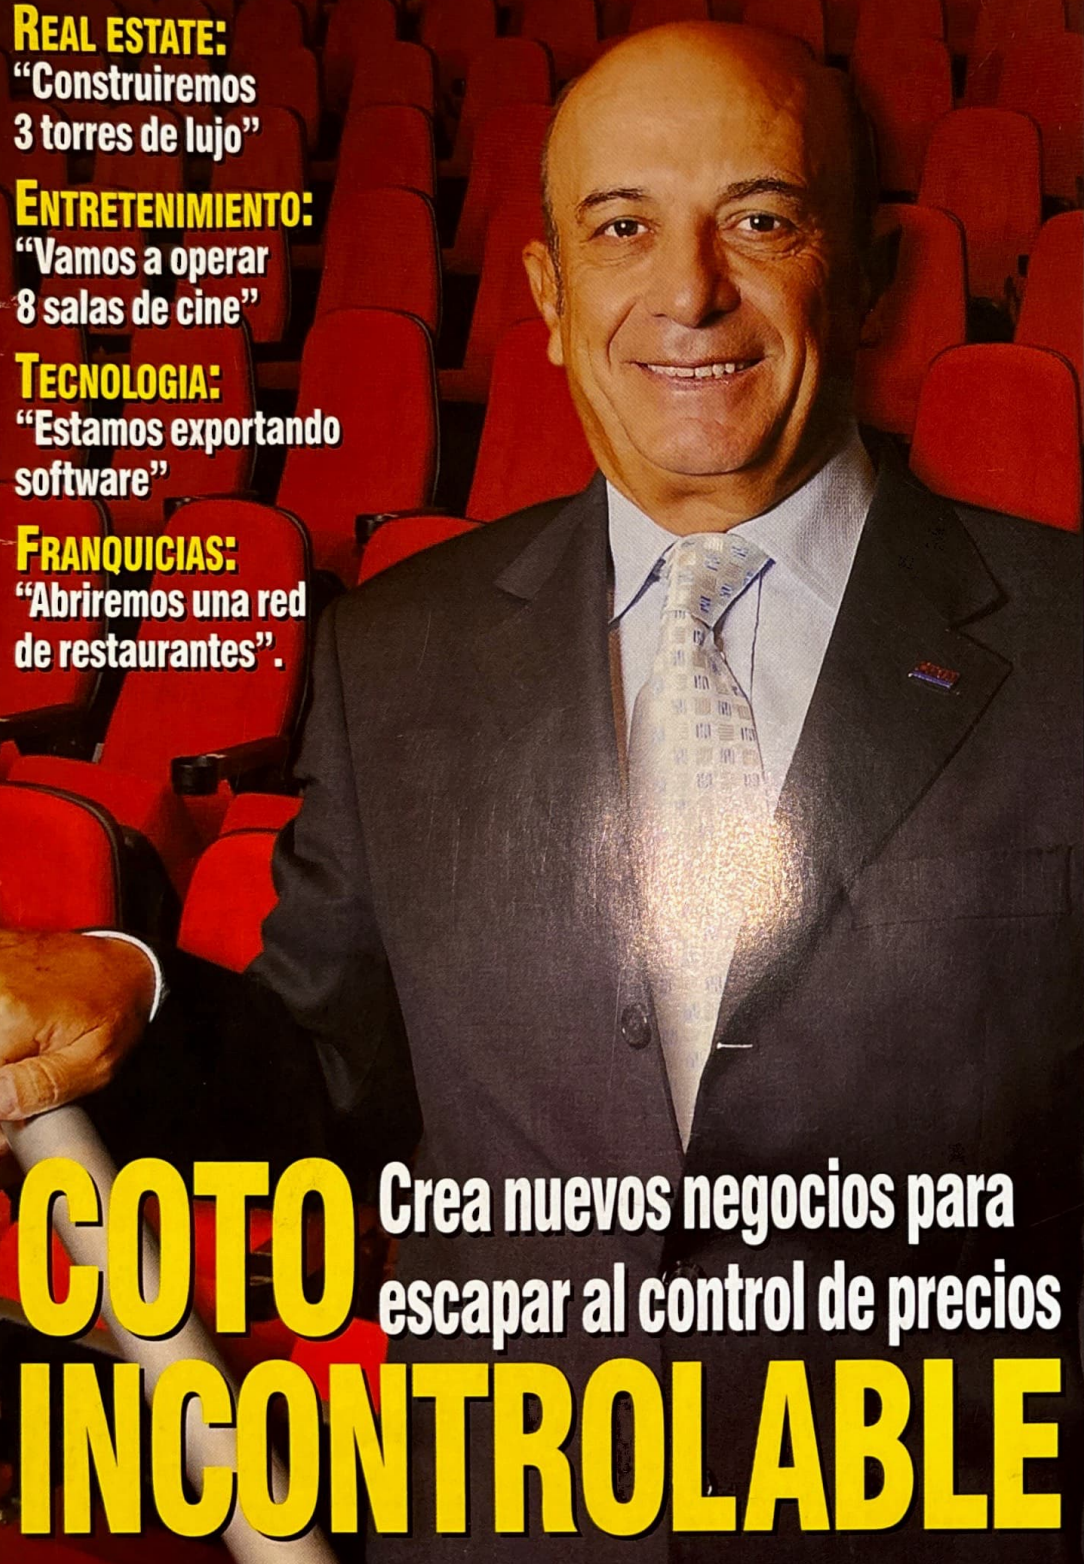 REAL ESTATE:
“Construiremos
3 torres de lujo”
ENTRETENIMIENTO:
“Vamos a operar
8 salas de cine”
TECNOLOGIA:
“Estamos exportando
software”
FRANQUICIAS:
“Abriremos una red
de restaurantes”.
COTO
Crea nuevos negocios para
escapar al control de precios
INCONTROLABLE